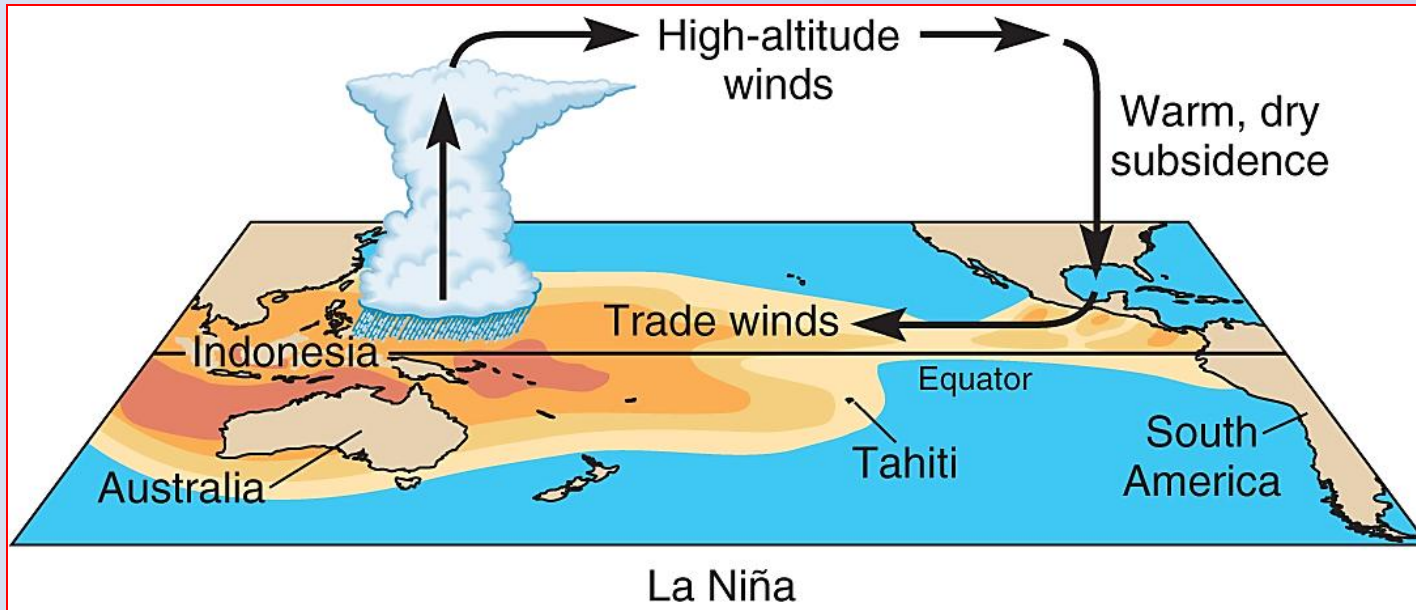 High-altitude
winds
Warm, dry
subsidence
Trade winds
Indonesia
Equator
Tahiti
South
America
Australia
La Niña